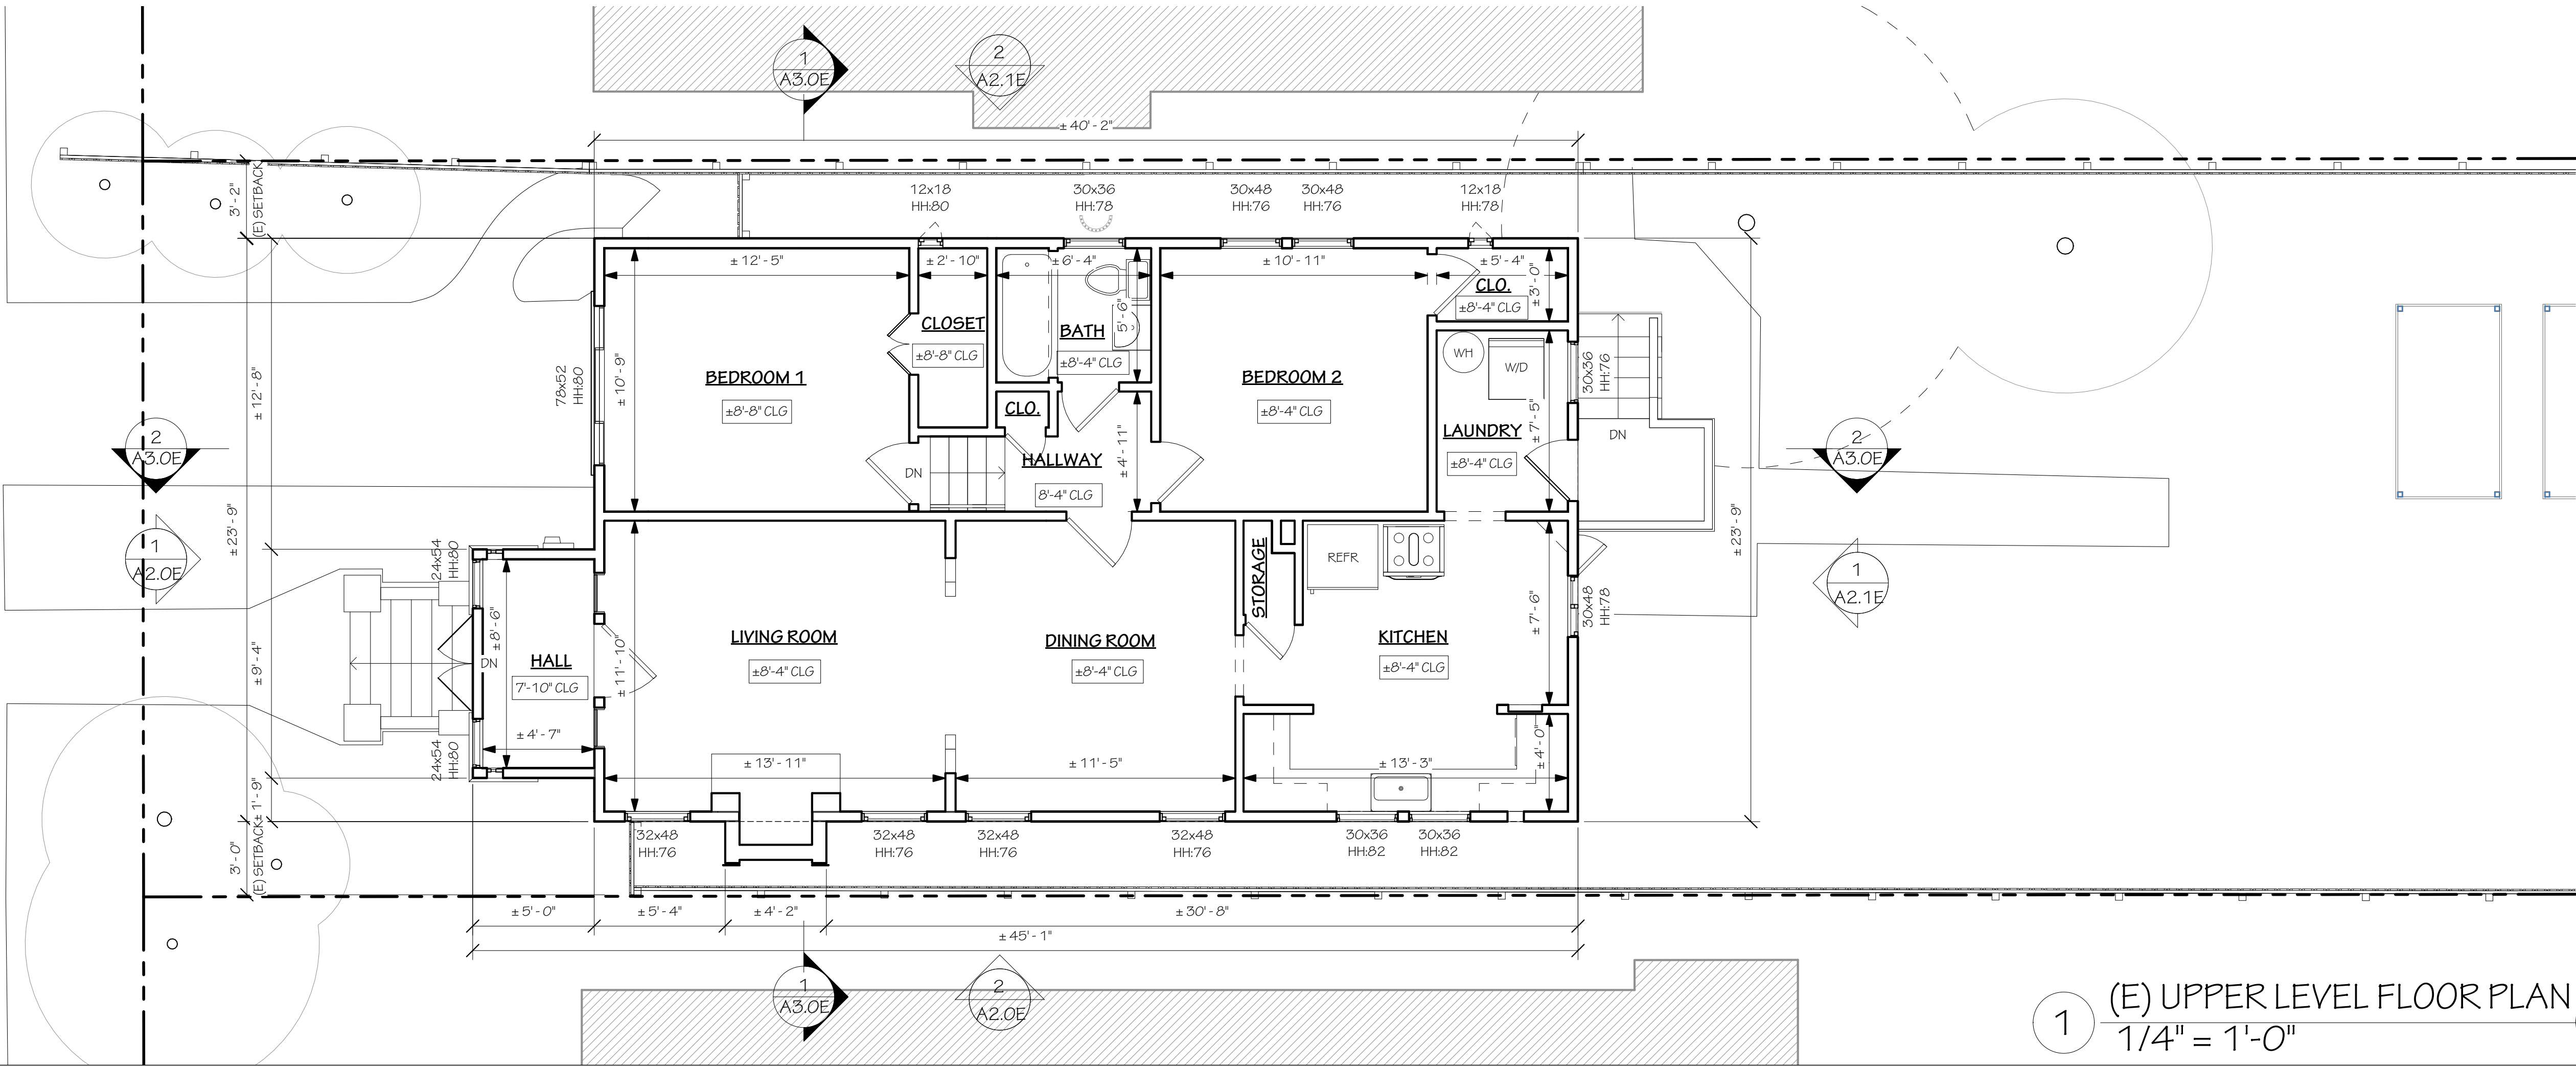 1
A3.0E
2
A2.1E
± 40' - 2"
3' - 2"
(E) SETBACK
12x18
HH:80
30x36
HH:78
30x48
HH:76
30x48
HH:76
12x18
HH:78
± 12' - 5"
± 2' - 10"
± 6' - 4"
± 10' - 11"
± 5' - 4"
± 3' - 0"
CLO.
±8'-4" CLG
CLOSET
±8'-8" CLG
BATH
±8'-4" CLG
5' - 6"
± 10' - 9"
78x52
HH:80
± 12' - 8"
BEDROOM 1
±8'-8" CLG
CLO.
BEDROOM 2
±8'-4" CLG
WH
W/D
30x36
HH:76
± 7' - 5"
LAUNDRY
±8'-4" CLG
DN
2
A3.0E
2
A3.0E
DN
HALLWAY
8'-4" CLG
± 4' - 11"
± 23' - 9"
± 23' - 9"
1
A2.0E
24x54
HH:80
STORAGE
REFR
30x48
HH:78
± 7' - 6"
1
A2.1E
± 8' - 6"
± 9' - 4"
DN
HALL
7'-10" CLG
± 11' - 10"
LIVING ROOM
±8'-4" CLG
DINING ROOM
±8'-4" CLG
KITCHEN
±8'-4" CLG
± 4' - 7"
24x54
HH:80
± 13' - 11"
± 11' - 5"
± 13' - 3"
± 4' - 0"
± 1' - 9"
3' - 0"
(E) SETBACK
32x48
HH:76
32x48
HH:76
32x48
HH:76
32x48
HH:76
30x36
HH:82
30x36
HH:82
± 5' - 0"
± 5' - 4"
± 4' - 2"
± 30' - 8"
± 45' - 1"
1
A3.0E
2
A2.0E
1
(E) UPPER LEVEL FLOOR PLAN
1/4" = 1'-0"